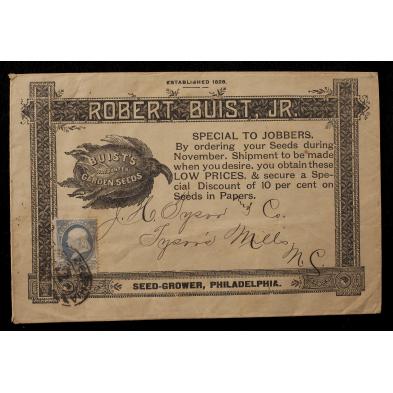 ESTABLISHED 1828.
ROBERT BUIST, JR.
SPECIAL TO JOBBERS.
By ordering your Seeds during
November. Shipment to be made
when you desire, you obtain these
LOW PRICES, & secure a Spe-
cial Discount of 10 per cent on
Seeds in Papers.
BUIST'S
GARDEN SEEDS
J. H. Tyson & Co.
Tyson's Mills,
N.C.
SEED-GROWER, PHILADELPHIA.